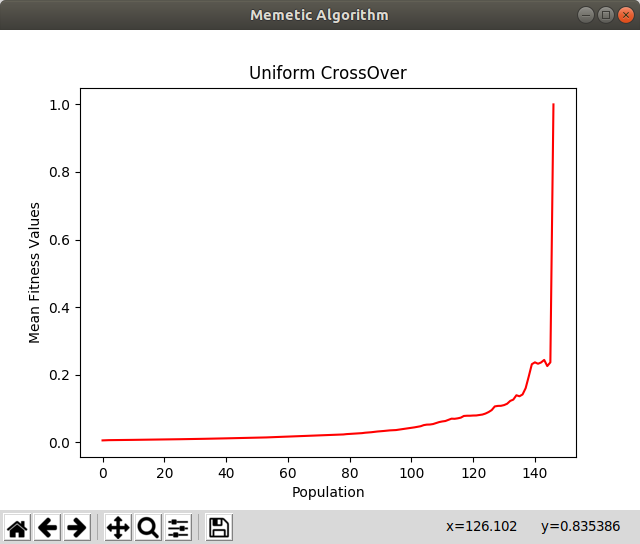 Memetic Algorithm
Uniform CrossOver
1.0
0.8
0.6
0.4
0.2
0.0
Mean Fitness Values
0 20 40 60 80 100 120 140
Population
x=126.102 y=0.835386